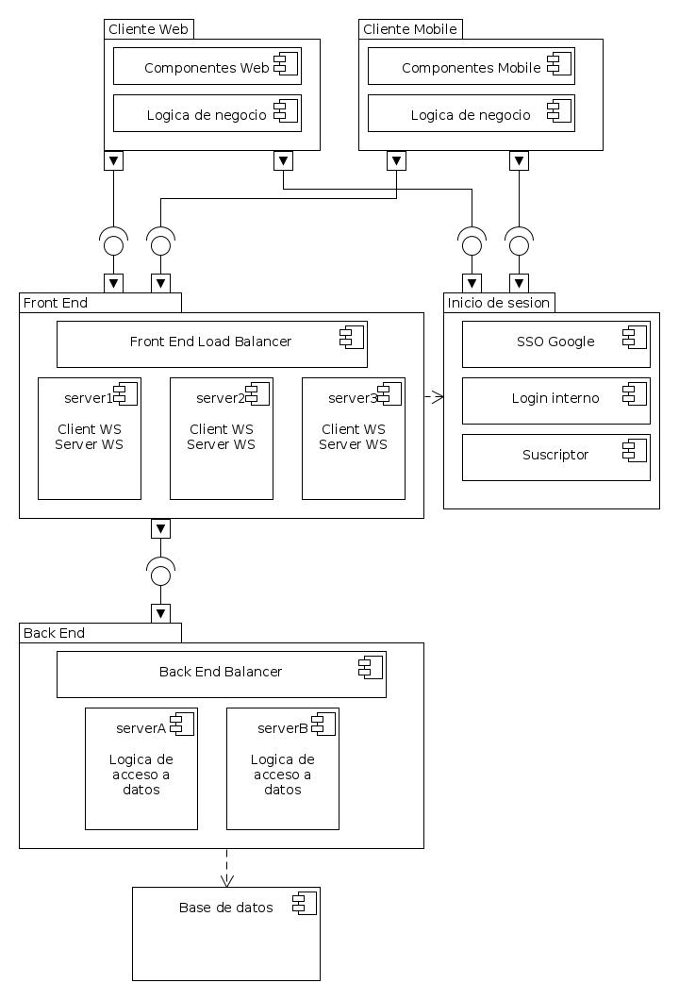 Cliente Web
Cliente Mobile
Componentes Web
Componentes Mobile
Logica de negocio
Logica de negocio
Front End
Inicio de sesion
Front End Load Balancer
SSO Google
server1
server2
server3
Login interno
Client WS
Server WS
Client WS
Server WS
Client WS
Server WS
Suscriptor
Back End
Back End Balancer
serverA
serverB
Logica de
acceso a
datos
Logica de
acceso a
datos
Base de datos